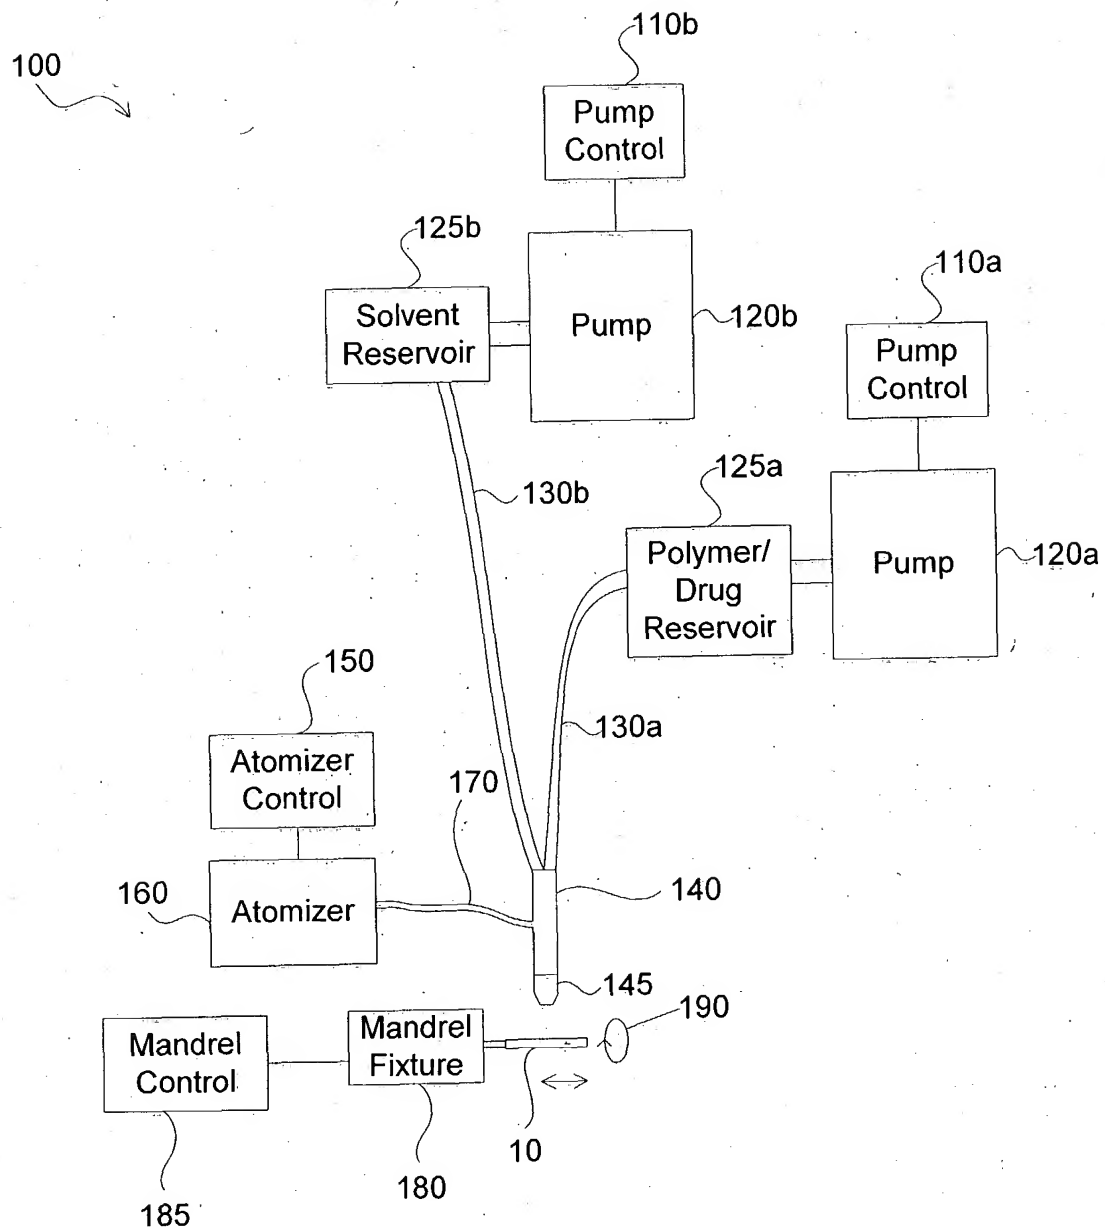 110b
100
Pump
Control
125b
110a
Solvent
Reservoir
Pump
120b
Pump
Control
125a
130b
Polymer/
Drug
Reservoir
Pump
120a
150
130a
Atomizer
Control
170
160
Atomizer
140
145
190
Mandrel
Control
Mandrel
Fixture
10
180
185